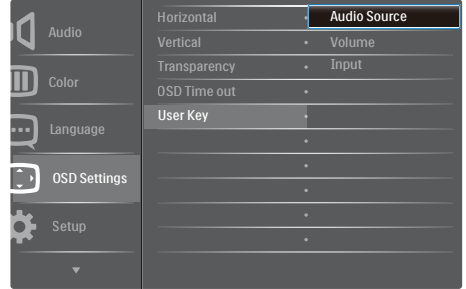 Audio
Color
Language
OSD Settings
Setup
Horizontal
Vertical
Transparency
OSD Time out
User Key
Audio Source
Volume
Input